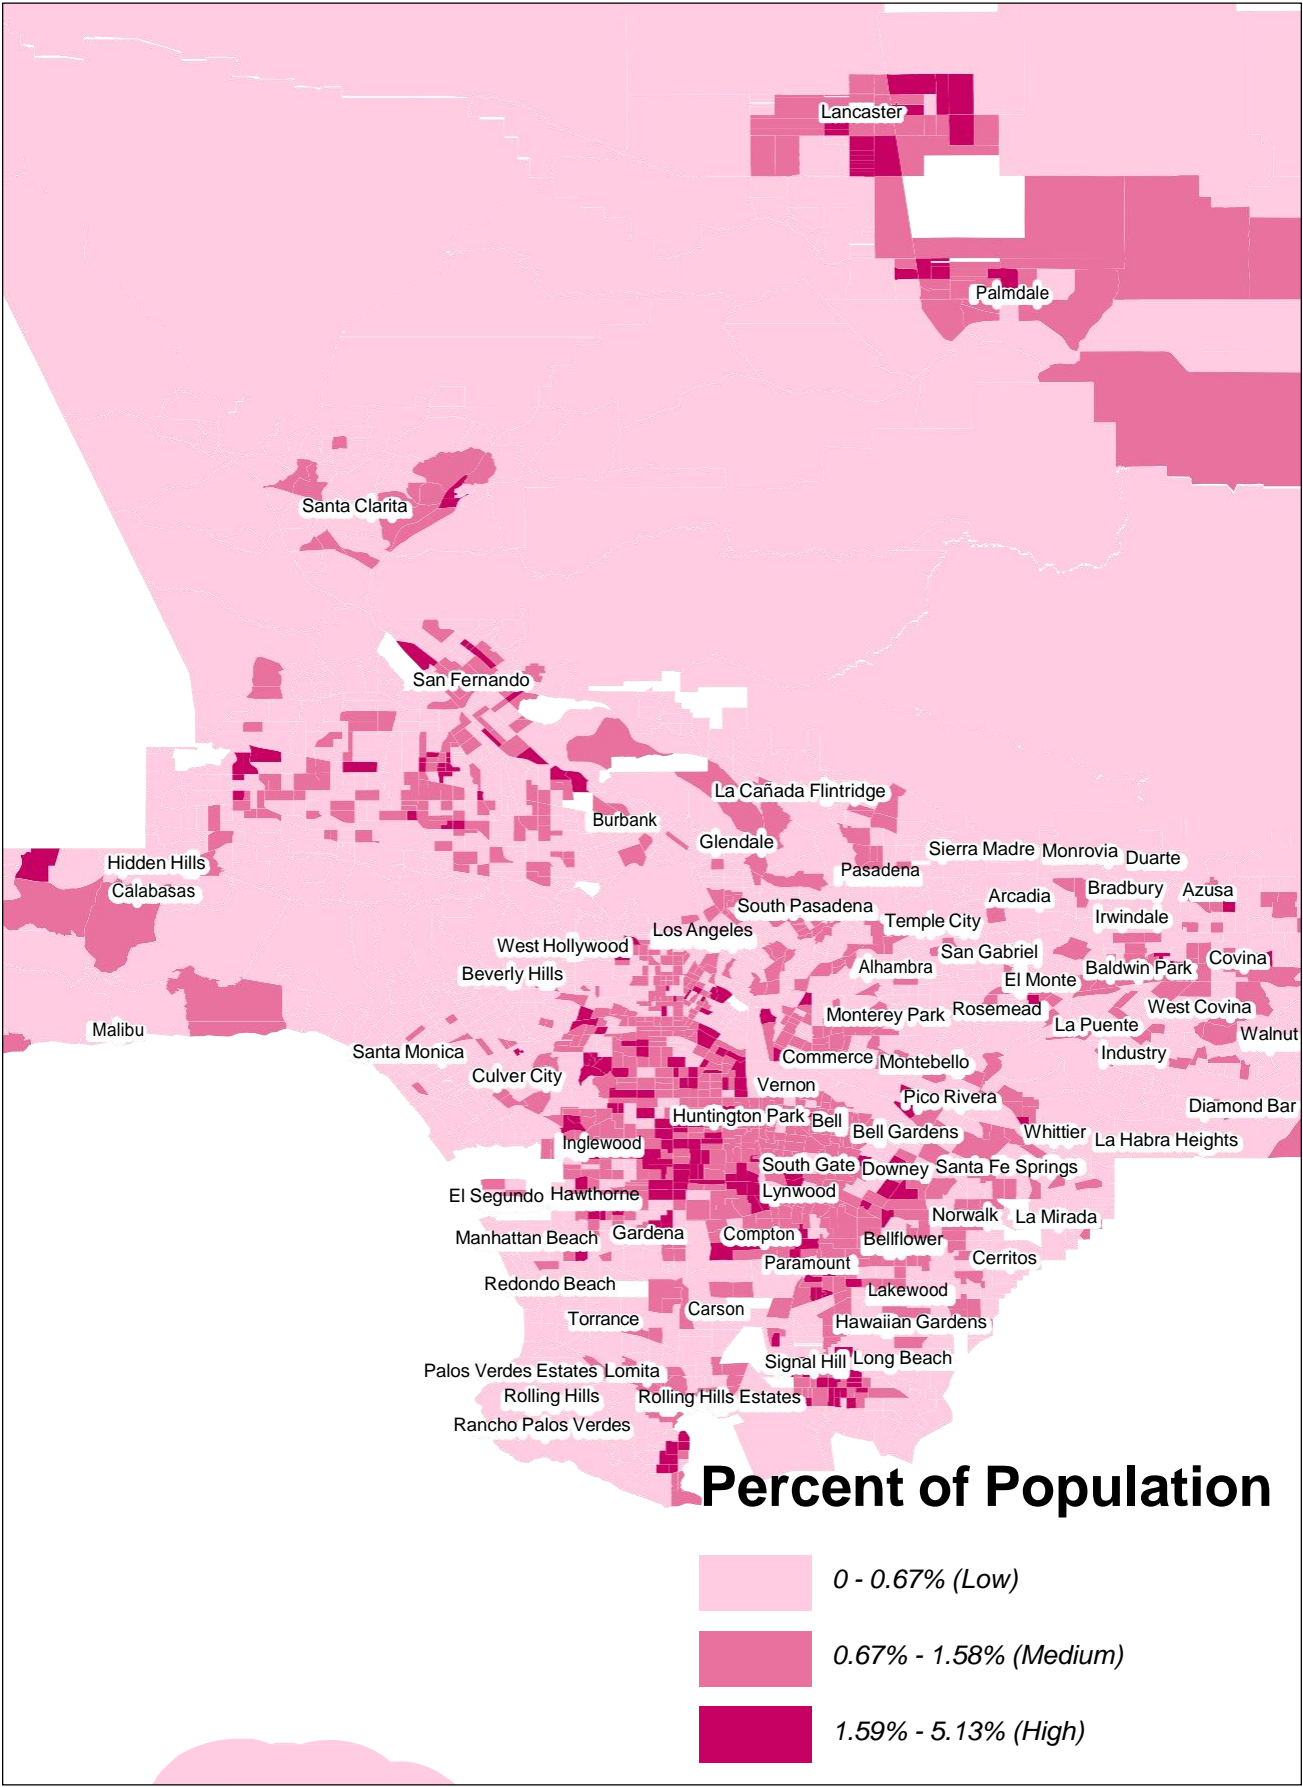 Lancaster
Palmdale
Santa Clarita
San Fernando
La Cañada Flintridge
Burbank
Glendale
Sierra Madre
Monrovia
Duarte
Hidden Hills
Pasadena
Calabasas
Arcadia
Bradbury
Azusa
South Pasadena
Temple City
Irwindale
Los Angeles
West Hollywood
San Gabriel
Covina
Beverly Hills
Alhambra
El Monte
Baldwin Park
Malibu
Monterey Park
Rosemead
West Covina
La Puente
Walnut
Santa Monica
Commerce
Montebello
Industry
Culver City
Vernon
Pico Rivera
Diamond Bar
Huntington Park
Bell
Bell Gardens
Whittier
La Habra Heights
Inglewood
South Gate
Downey
Santa Fe Springs
El Segundo
Hawthorne
Lynwood
Norwalk
La Mirada
Manhattan Beach
Gardena
Compton
Bellflower
Paramount
Cerritos
Redondo Beach
Lakewood
Torrance
Carson
Hawaiian Gardens
Signal Hill
Long Beach
Palos Verdes Estates
Lomita
Rolling Hills
Rolling Hills Estates
Rancho Palos Verdes
Percent of Population
0 - 0.67% (Low)
0.67% - 1.58% (Medium)
1.59% - 5.13% (High)